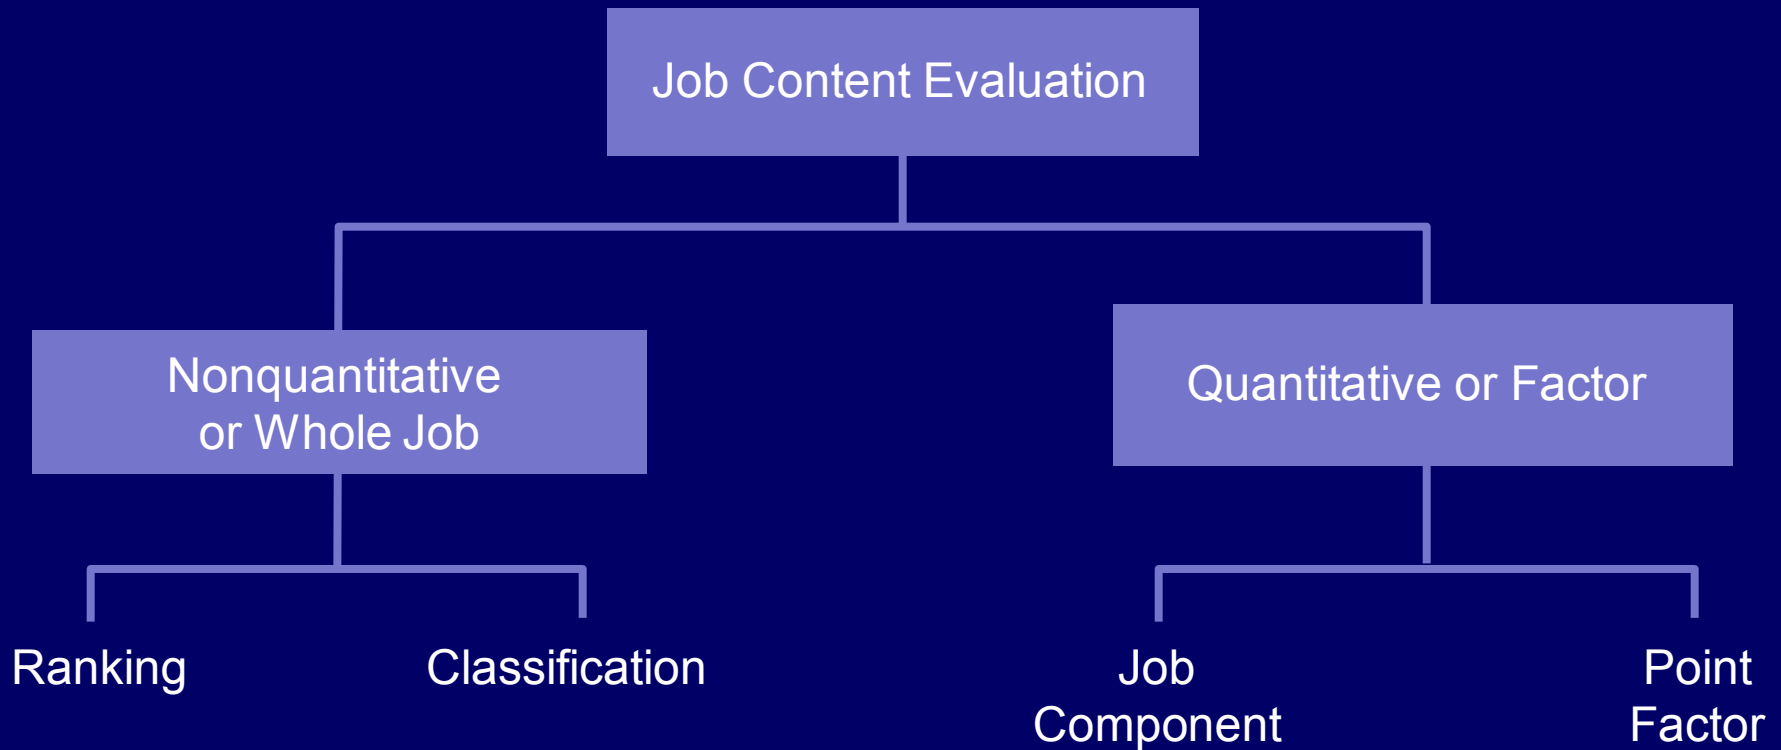 Job Content Evaluation
Nonquantitative
or Whole Job
Quantitative or Factor
Ranking
Classification
Job
Component
Point
Factor